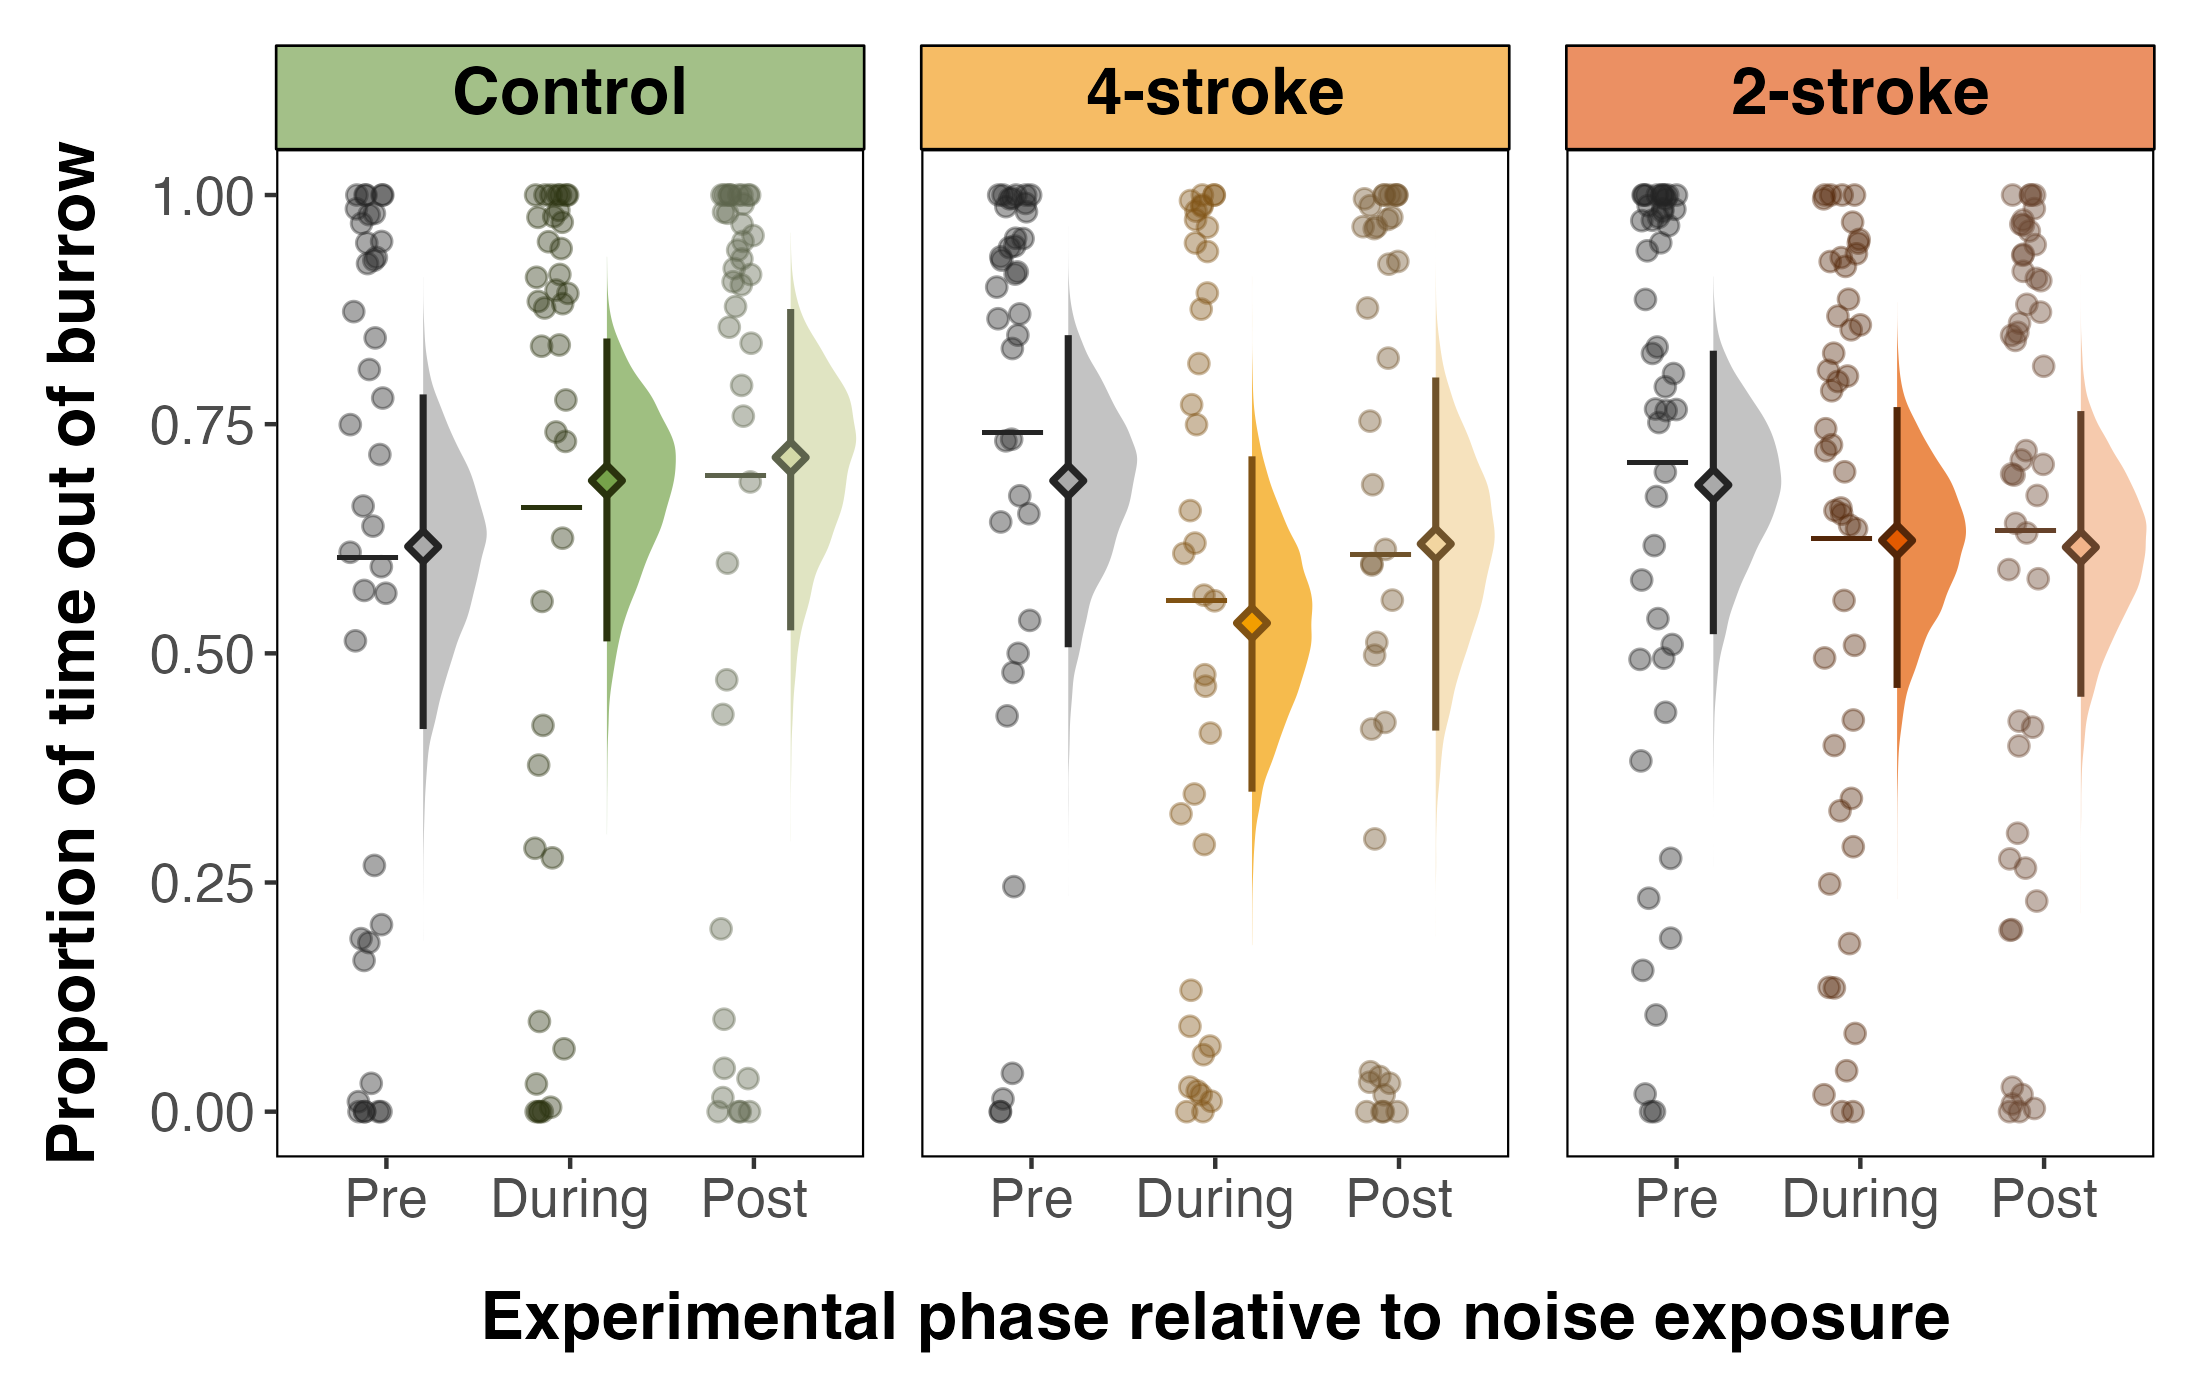 Control
4-stroke
2-stroke
Proportion of time out of burrow
1.00
0.75
0.50
0.25
0.00
Pre During Post
Pre During Post
Pre During Post
Experimental phase relative to noise exposure